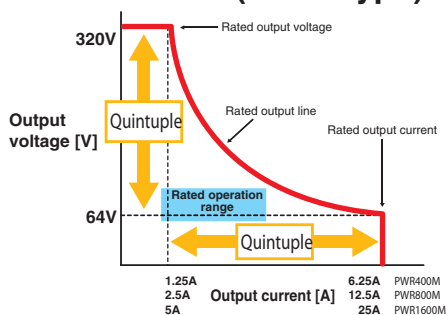 Rated output voltage
320V
Output
voltage [V]
Quintuple
Rated output line
Rated output current
Rated operation
range
64V
Quintuple
1.25A 6.25A PWR400M
2.5A Output current [A] 12.5A PWR800M
5A 25A PWR1600M